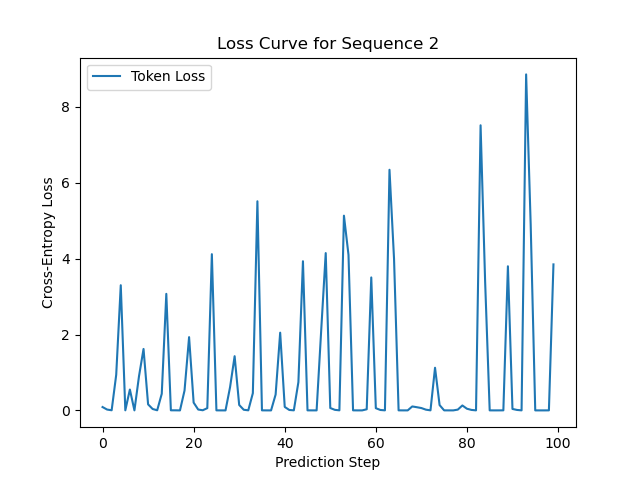 Loss Curve for Sequence 2
Token Loss
Cross-Entropy Loss
8
6
4
2
0
0 20 40 60 80 100
Prediction Step